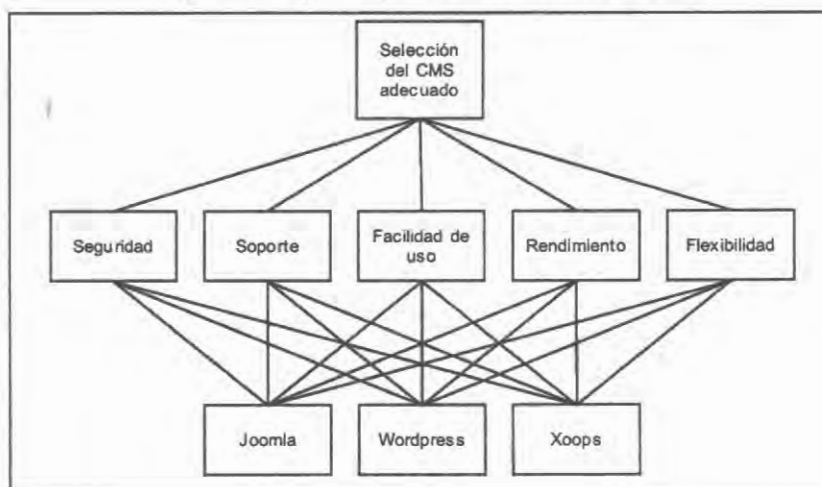 Selección
del CMS
adecuado
Seguridad
Soporte
Facilidad de
uso
Rendimiento
Flexibilidad
Joomla
Wordpress
Xoops